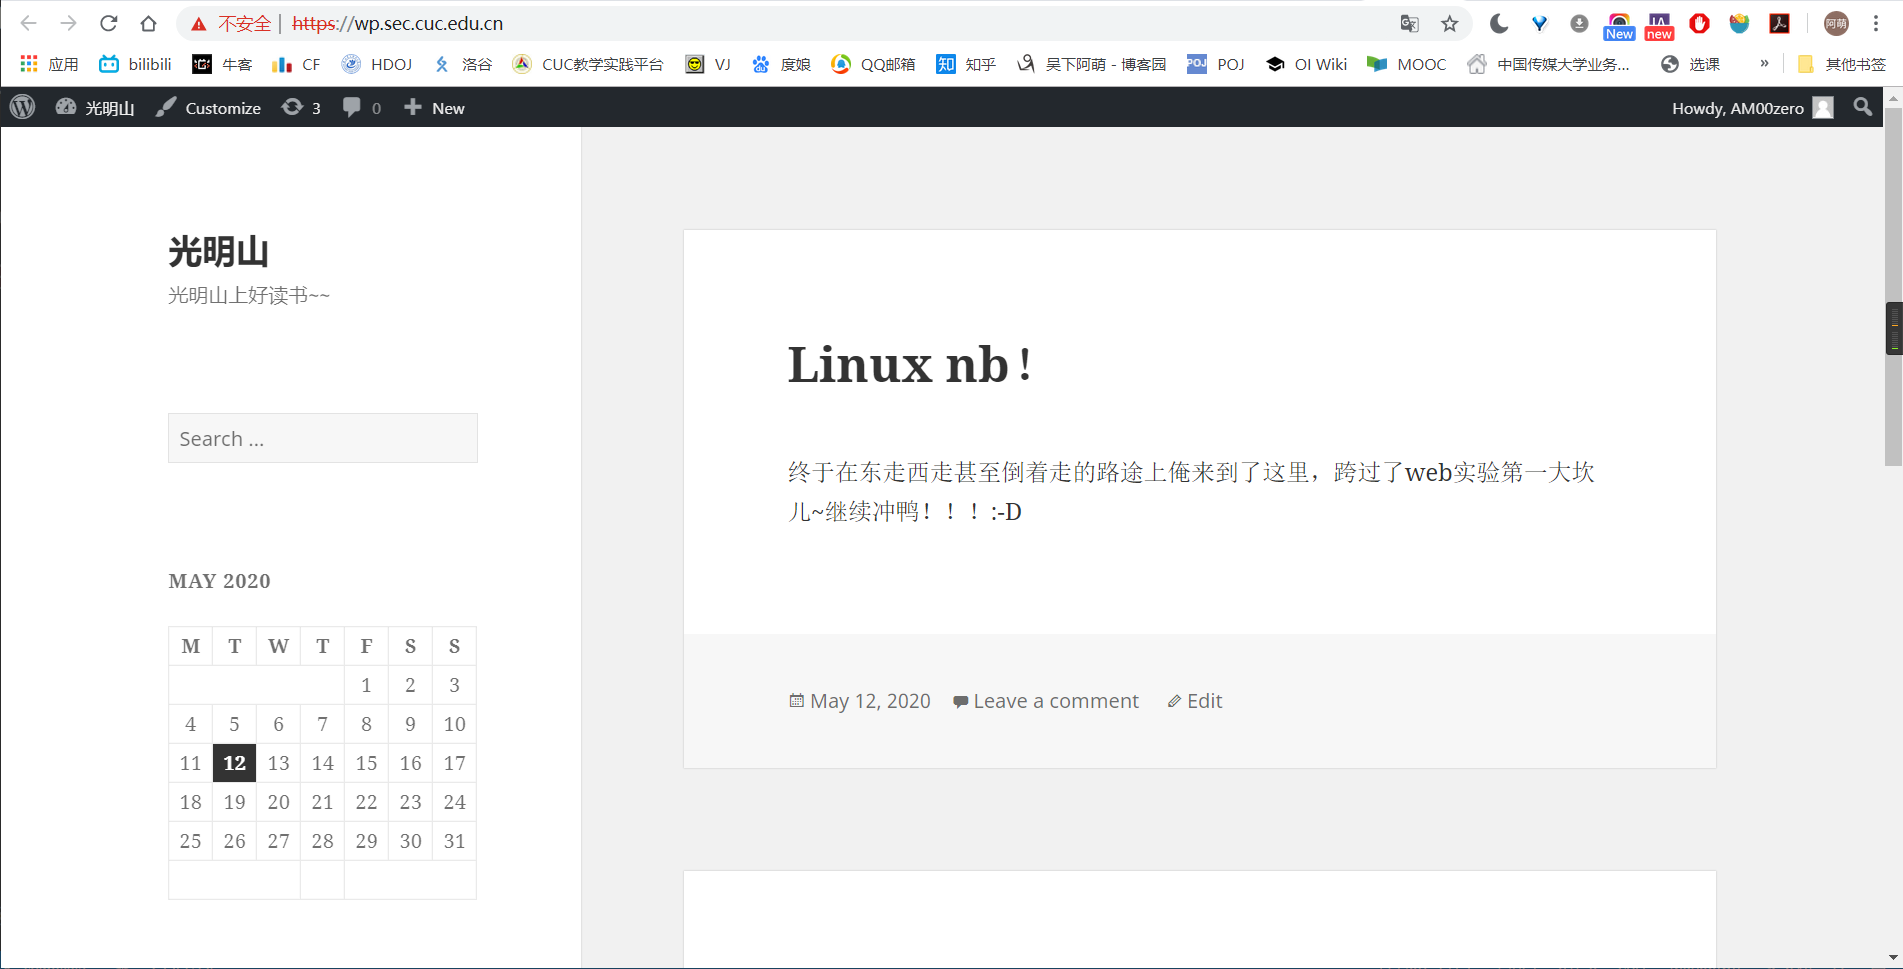 不安全 | https://wp.sec.cuc.edu.cn
New new 阿萌
应用 bilibili 牛客 CF HDOJ 洛谷 CUC教学实践平台 VJ 度娘 QQ邮箱 知 知乎 吴下阿萌 - 博客园 POJ POJ OI Wiki MOOC 中国传媒大学业务... 选课 » 其他书签
光明山 Customize 3 0 New Howdy, AM00zero
光明山
光明山上好读书~~
Search ...
MAY 2020
M T W T F S S
1 2 3
4 5 6 7 8 9 10
11 12 13 14 15 16 17
18 19 20 21 22 23 24
25 26 27 28 29 30 31
Linux nb！
终于在东走西走甚至倒着走的路途上俺来到了这里，跨过了web实验第一大坎
儿~继续冲鸭！！！:-D
May 12, 2020 Leave a comment Edit